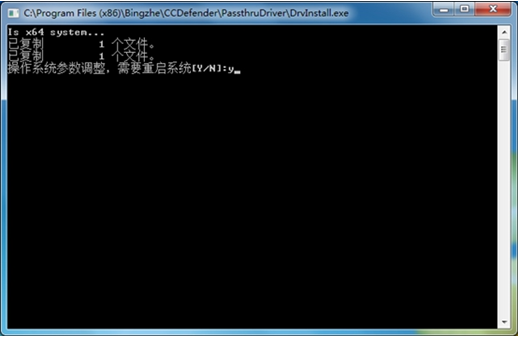 C:\Program Files (x86)\Bingzhe\CCDefender\PassthruDriver\DrvInstall.exe
Is x64 system...
已复制         1 个文件。
已复制         1 个文件。
操作系统参数调整，需要重启系统[Y/N]:y